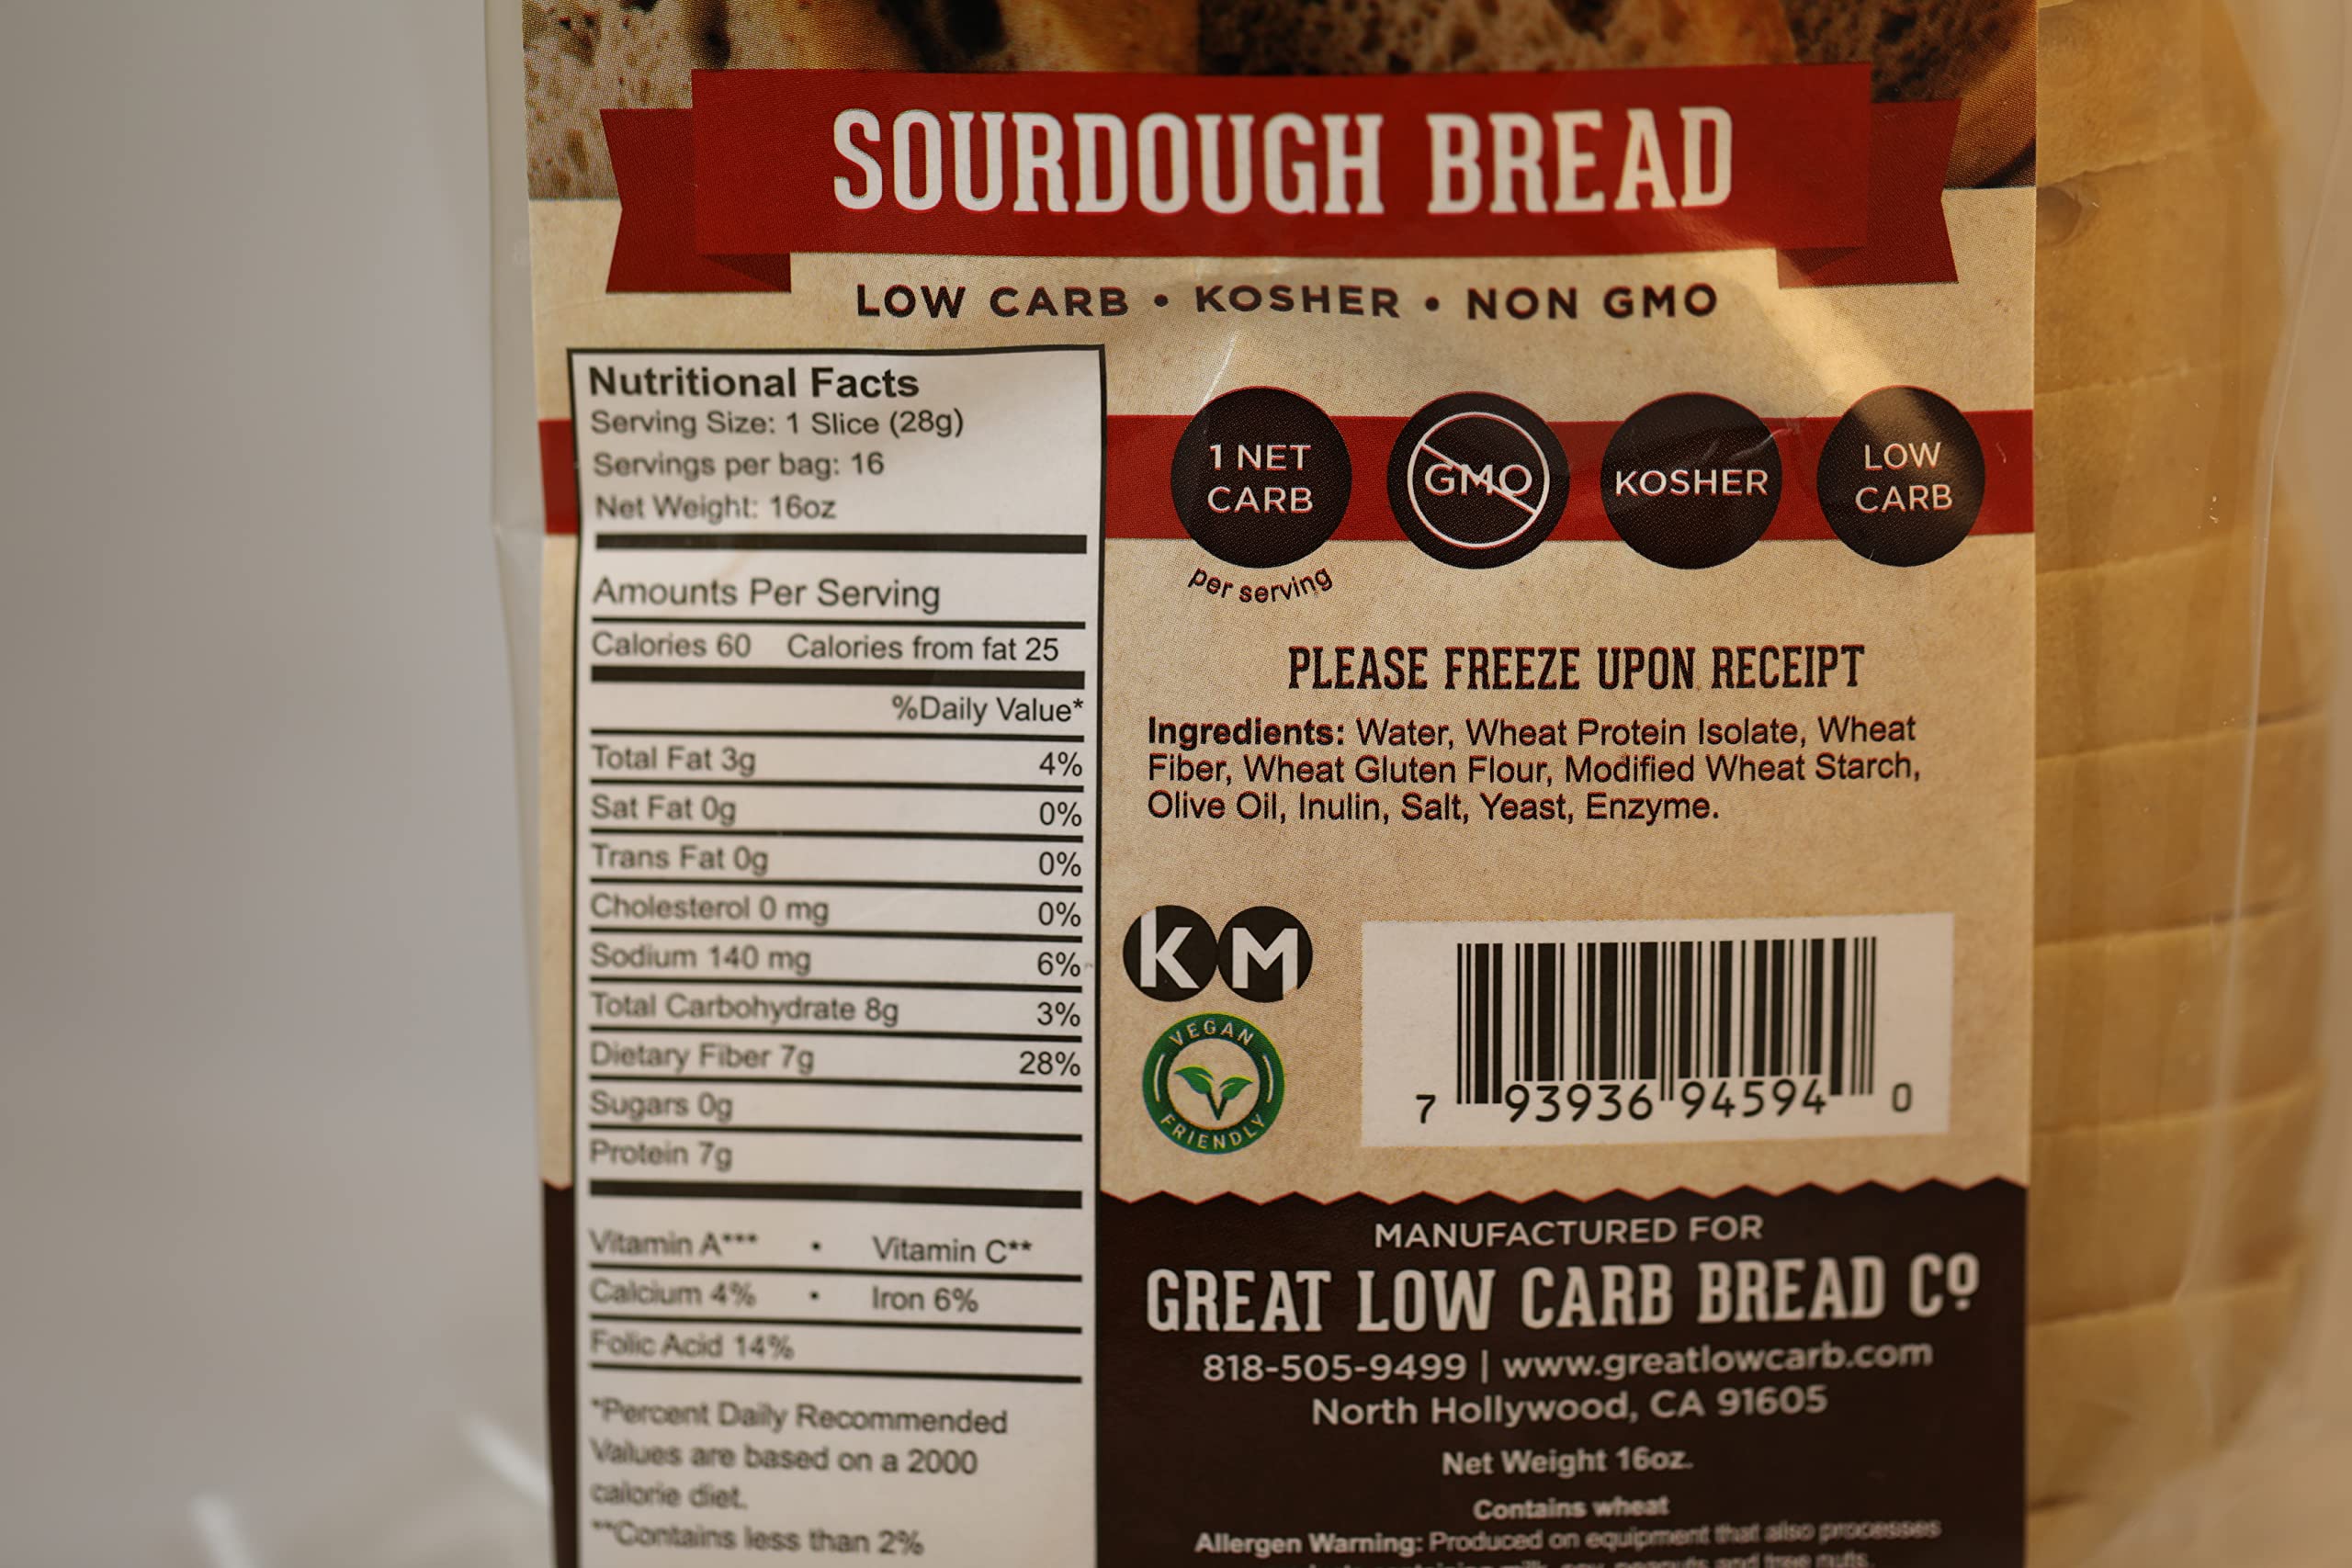 SOURDOUGH BREAD
LOW CARB • KOSHER • NON GMO
Nutritional Facts
Serving Size: 1 Slice (28g)
Servings per bag: 16
Net Weight: 16oz
Amounts Per Serving
Calories 60 Calories from fat 25
%Daily Value*
Total Fat 3g 4%
Sat Fat 0g 0%
Trans Fat 0g 0%
Cholesterol 0 mg 0%
Sodium 140 mg 6%
Total Carbohydrate 8g 3%
Dietary Fiber 7g 28%
Sugars 0g
Protein 7g
Vitamin A*** • Vitamin C**
Calcium 4% • Iron 6%
Folic Acid 14%
*Percent Daily Recommended
Values are based on a 2000
calorie diet.
**Contains less than 2%
1 NET
CARB
per serving
GMO
KOSHER
LOW
CARB
PLEASE FREEZE UPON RECEIPT
Ingredients: Water, Wheat Protein Isolate, Wheat
Fiber, Wheat Gluten Flour, Modified Wheat Starch,
Olive Oil, Inulin, Salt, Yeast, Enzyme.
K M
VEGAN
FRIENDLY
7 93936 94594 0
MANUFACTURED FOR
GREAT LOW CARB BREAD Cº
818-505-9499 | www.greatlowcarb.com
North Hollywood, CA 91605
Net Weight 16oz.
Contains wheat
Allergen Warning: Produced on equipment that also processes
peanuts and tree nuts.